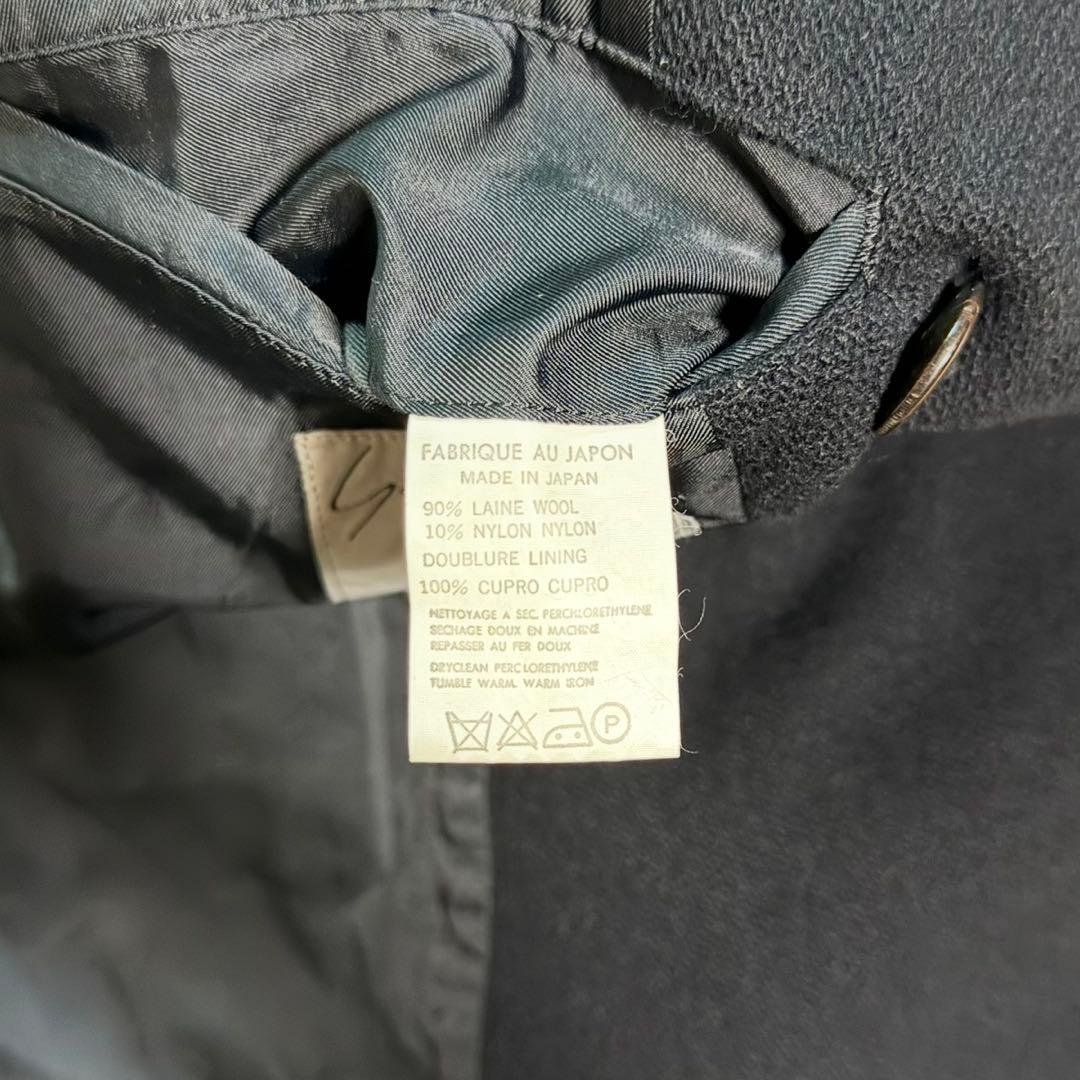 FABRIQUE AU JAPON
MADE IN JAPAN
90% LAINE WOOL
10% NYLON NYLON
DOUBLURE LINING
100% CUPRO CUPRO
NETTOYAGE A SEC. PERCHLORETHYLENE
SECHAGE DOUX EN MACHINE
REPASSER AU FER DOUX
DRYCLEAN PERCLORETHYLENE
TUMBLE WARM. WARM IRON
P